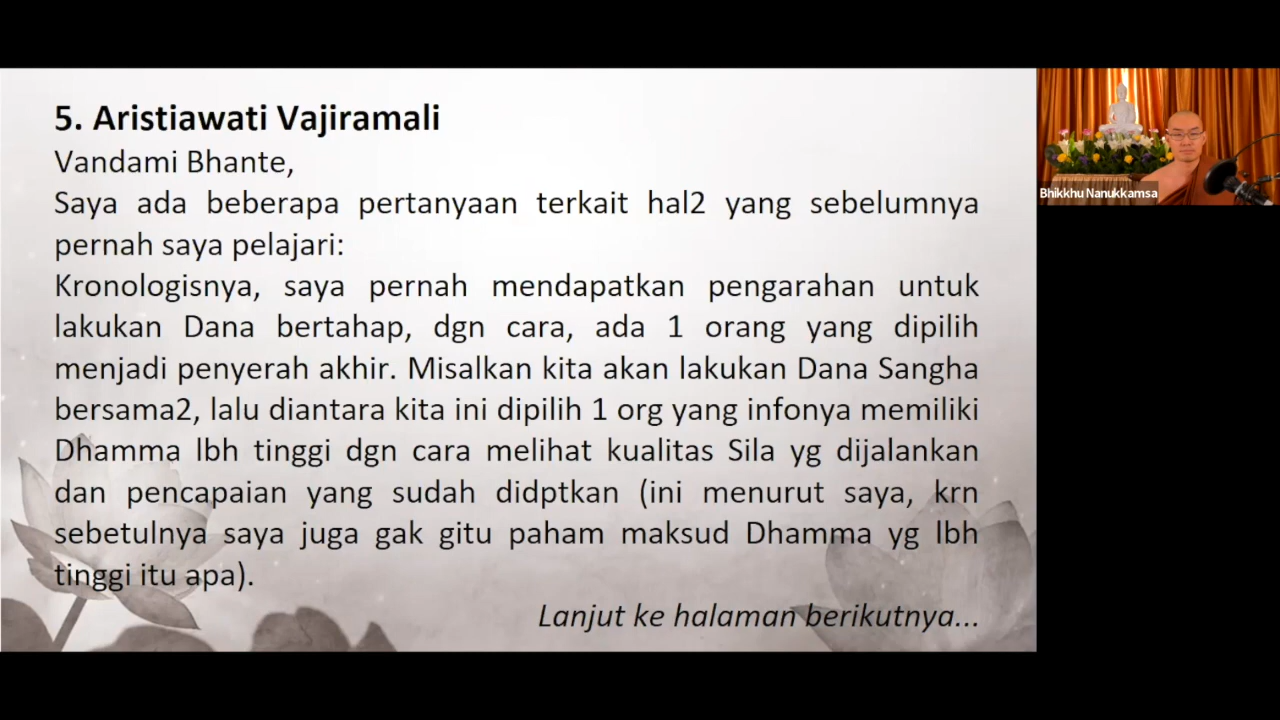 5. Aristiawati Vajiramali
Vandami Bhante,
Saya ada beberapa pertanyaan terkait hal2 yang sebelumnya
pernah saya pelajari:
Kronologisnya, saya pernah mendapatkan pengarahan untuk
lakukan Dana bertahap, dgn cara, ada 1 orang yang dipilih
menjadi penyerah akhir. Misalkan kita akan lakukan Dana Sangha
bersama2, lalu diantara kita ini dipilih 1 org yang infonya memiliki
Dhamma lbh tinggi dgn cara melihat kualitas Sila yg dijalankan
dan pencapaian yang sudah didptkan (ini menurut saya, krn
sebetulnya saya juga gak gitu paham maksud Dhamma yg lbh
tinggi itu apa).
Lanjut ke halaman berikutnya...
Bhikkhu Nanukkamsa